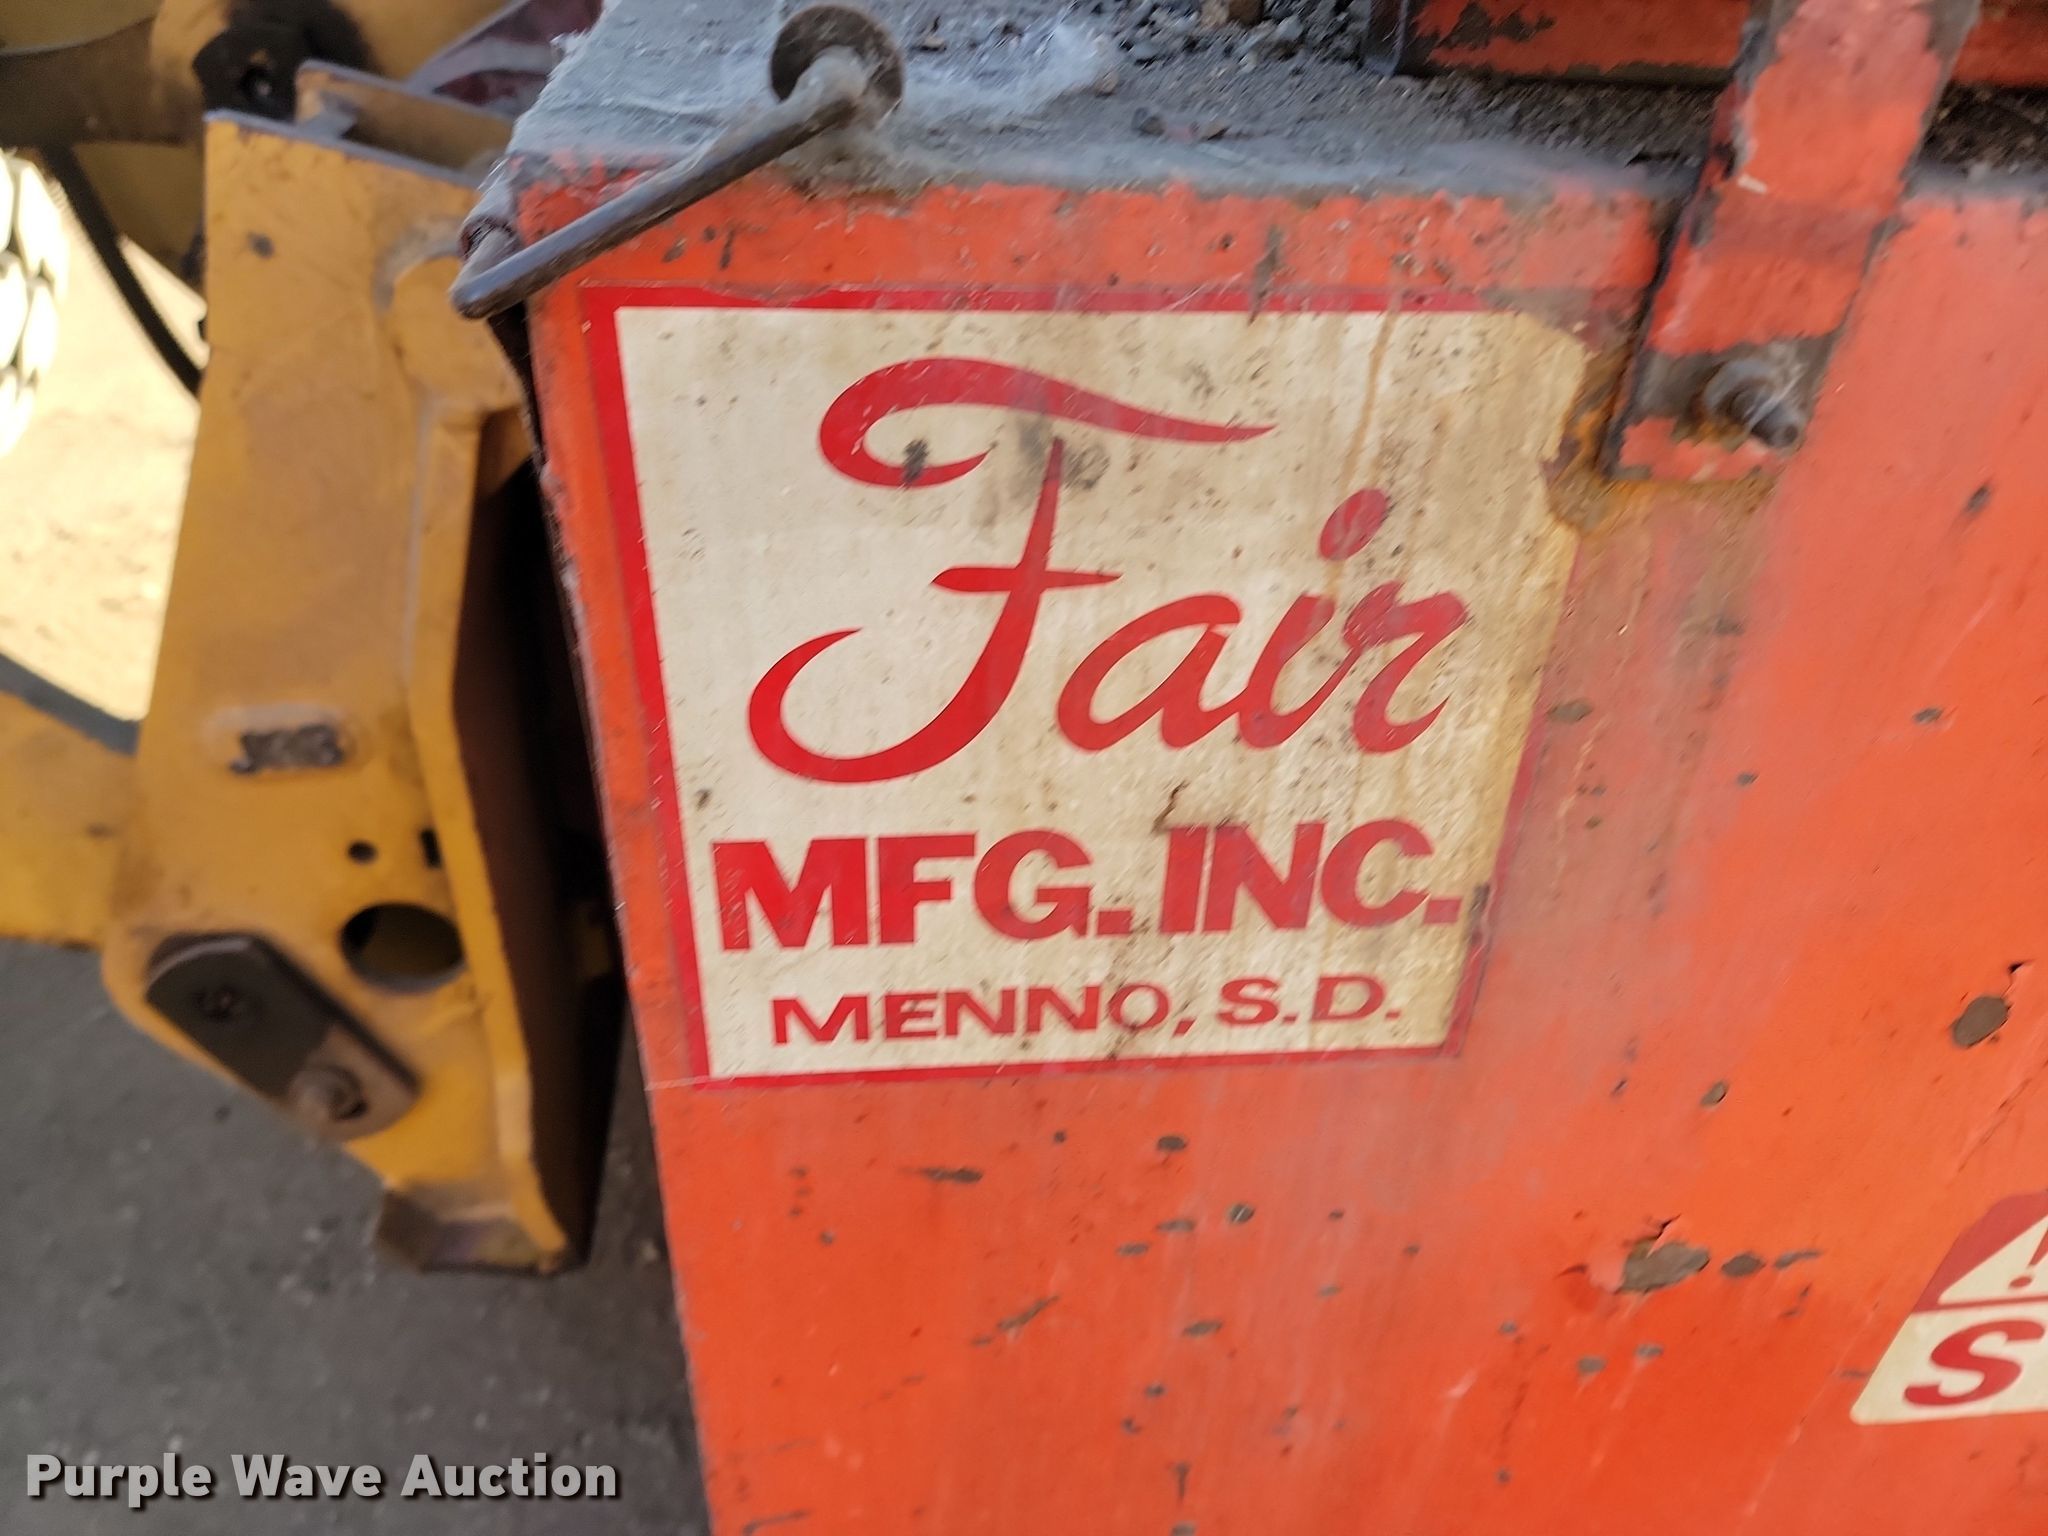 Fair
MFG. INC.
MENNO, S.D.
!
S
Purple Wave Auction